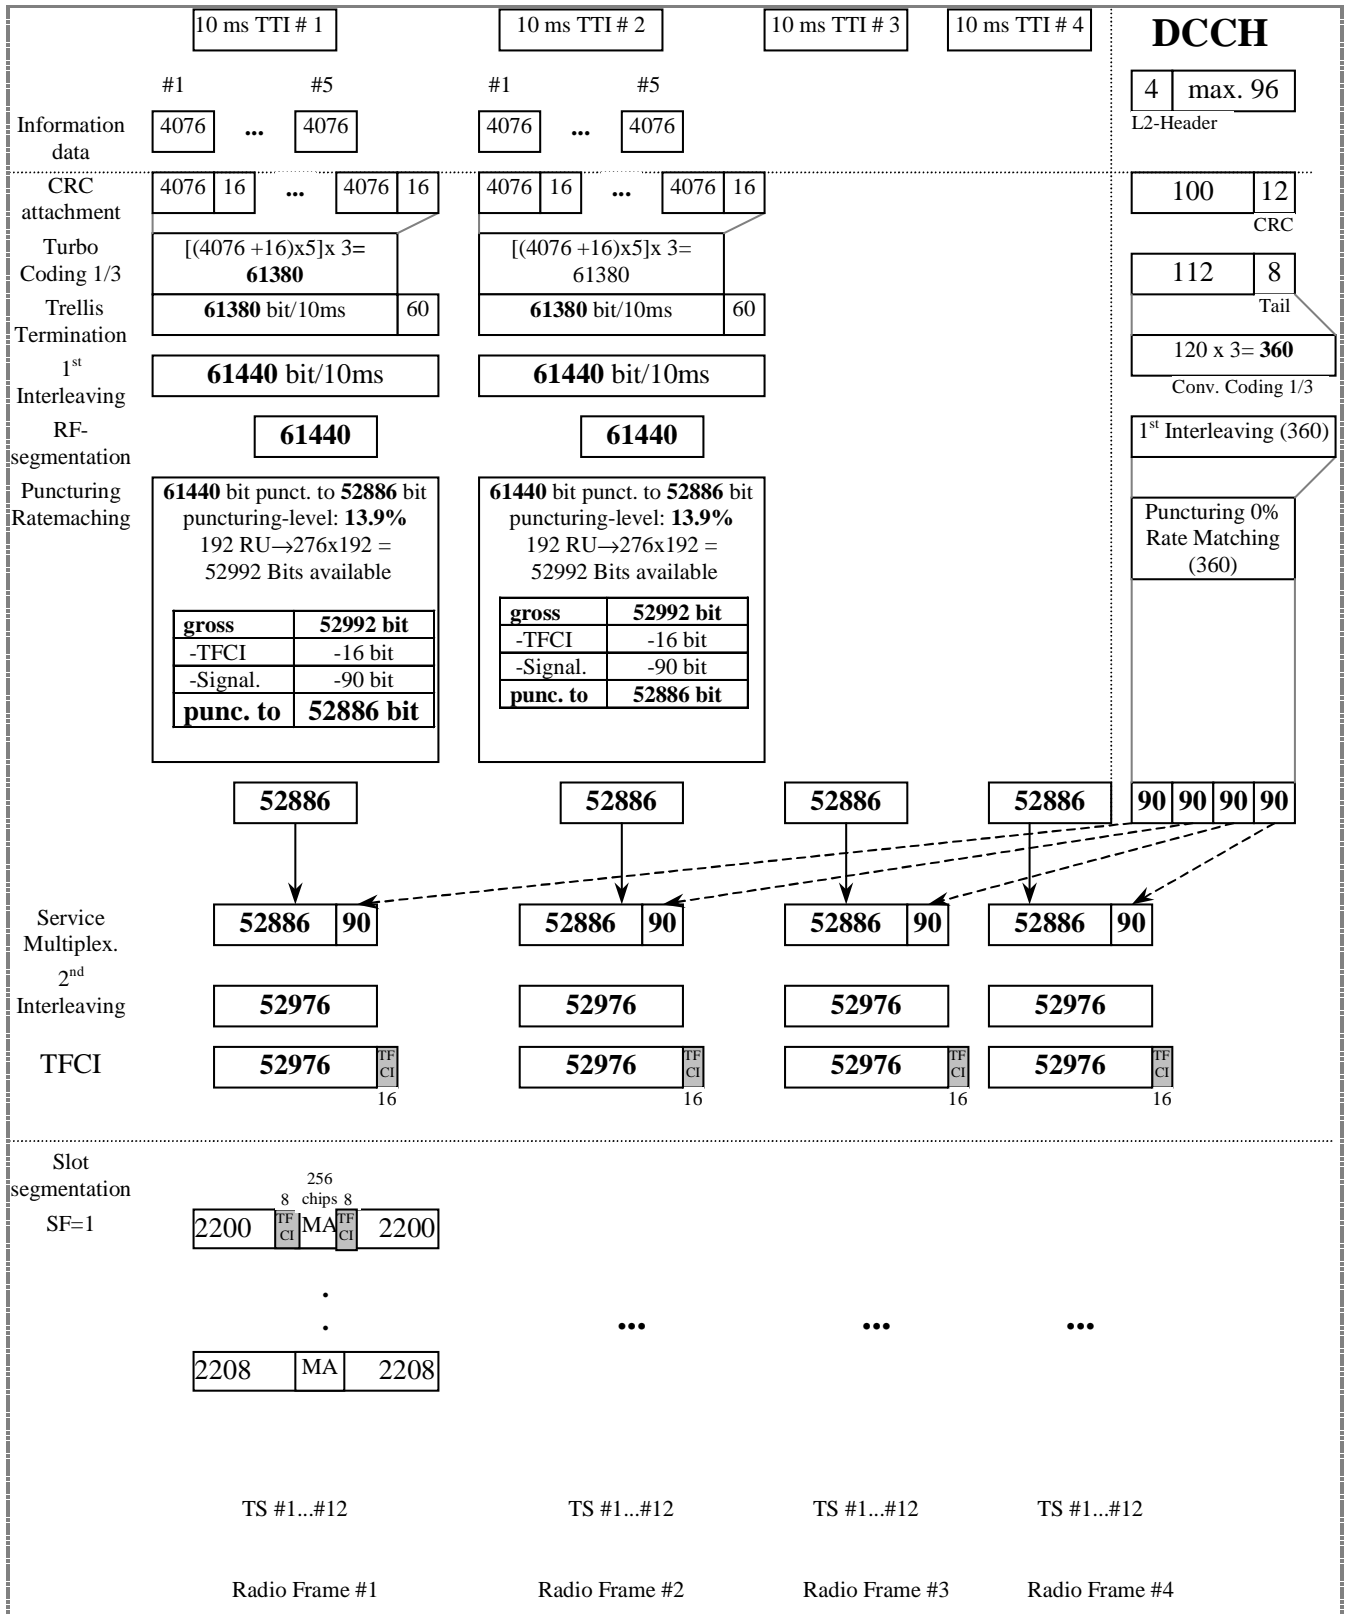 10 ms TTI # 1 10 ms TTI # 2 10 ms TTI # 3 10 ms TTI # 4 DCCH
#1 #5 #1 #5
4 max. 96
L2-Header
Information
data
4076 ... 4076 4076 ... 4076
CRC
attachment
4076 16 ... 4076 16 4076 16 ... 4076 16 100 12
CRC
Turbo
Coding 1/3
[(4076 +16)x5]x 3=
61380
[(4076 +16)x5]x 3=
61380
112 8
Tail
Trellis
Termination
61380 bit/10ms 60 61380 bit/10ms 60
120 x 3= 360
Conv. Coding 1/3
1st
Interleaving
61440 bit/10ms 61440 bit/10ms
RF-
segmentation
61440 61440 1st Interleaving (360)
Puncturing
Ratemaching
61440 bit punct. to 52886 bit
puncturing-level: 13.9%
192 RU→276x192 =
52992 Bits available
gross 52992 bit
-TFCI -16 bit
-Signal. -90 bit
punc. to 52886 bit
61440 bit punct. to 52886 bit
puncturing-level: 13.9%
192 RU→276x192 =
52992 Bits available
gross 52992 bit
-TFCI -16 bit
-Signal. -90 bit
punc. to 52886 bit
Puncturing 0%
Rate Matching
(360)
52886 52886 52886 52886 90 90 90 90
Service
Multiplex.
52886 90 52886 90 52886 90 52886 90
2nd
Interleaving
52976 52976 52976 52976
TFCI
52976 TF CI 52976 TF CI 52976 TF CI 52976 TF CI
16 16 16 16
Slot
segmentation
SF=1
256
8 chips 8
2200 TF CI MA TF CI 2200
.
. ... ... ...
2208 MA 2208
TS #1...#12 TS #1...#12 TS #1...#12 TS #1...#12
Radio Frame #1 Radio Frame #2 Radio Frame #3 Radio Frame #4